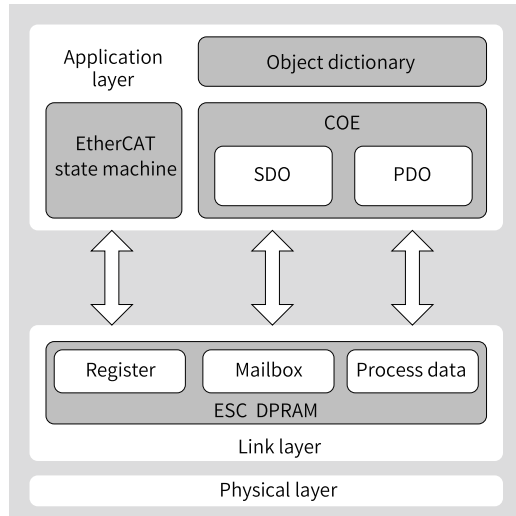 Application
layer
Object dictionary
EtherCAT
state machine
COE
SDO
PDO
Register
Mailbox
Process data
ESC DPRAM
Link layer
Physical layer